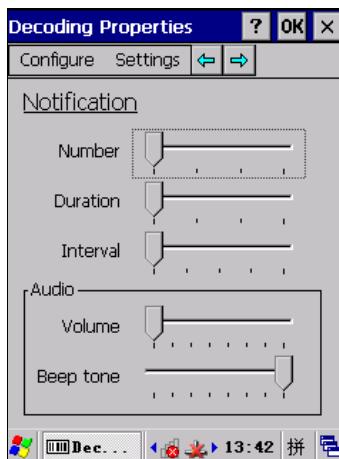 Decoding Properties ? OK ×
Configure Settings
Notification
Number
Duration
Interval
Audio
Volume
Beep tone
Dec... 13:42 拼